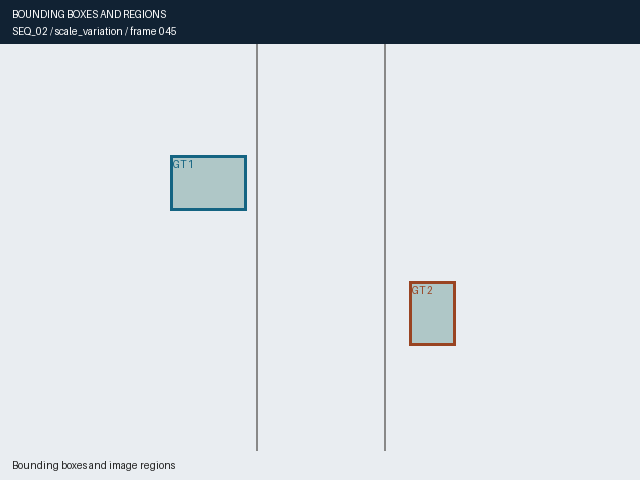 BOUNDING BOXES AND REGIONS
SEQ_02 / scale_variation / frame 045
GT1
GT2
Bounding boxes and image regions